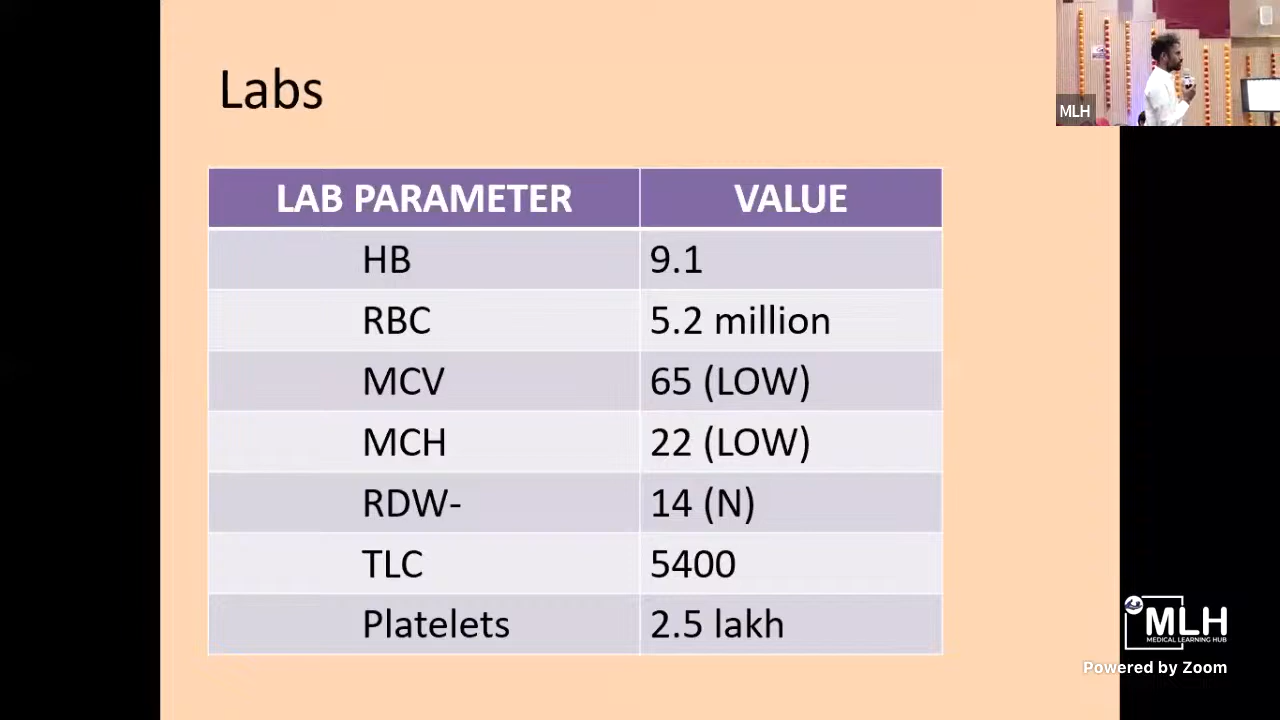 Labs
LAB PARAMETER VALUE
HB 9.1
RBC 5.2 million
MCV 65 (LOW)
MCH 22 (LOW)
RDW- 14 (N)
TLC 5400
Platelets 2.5 lakh
MLH
MLH
MEDICAL LEARNING HUB
Powered by Zoom